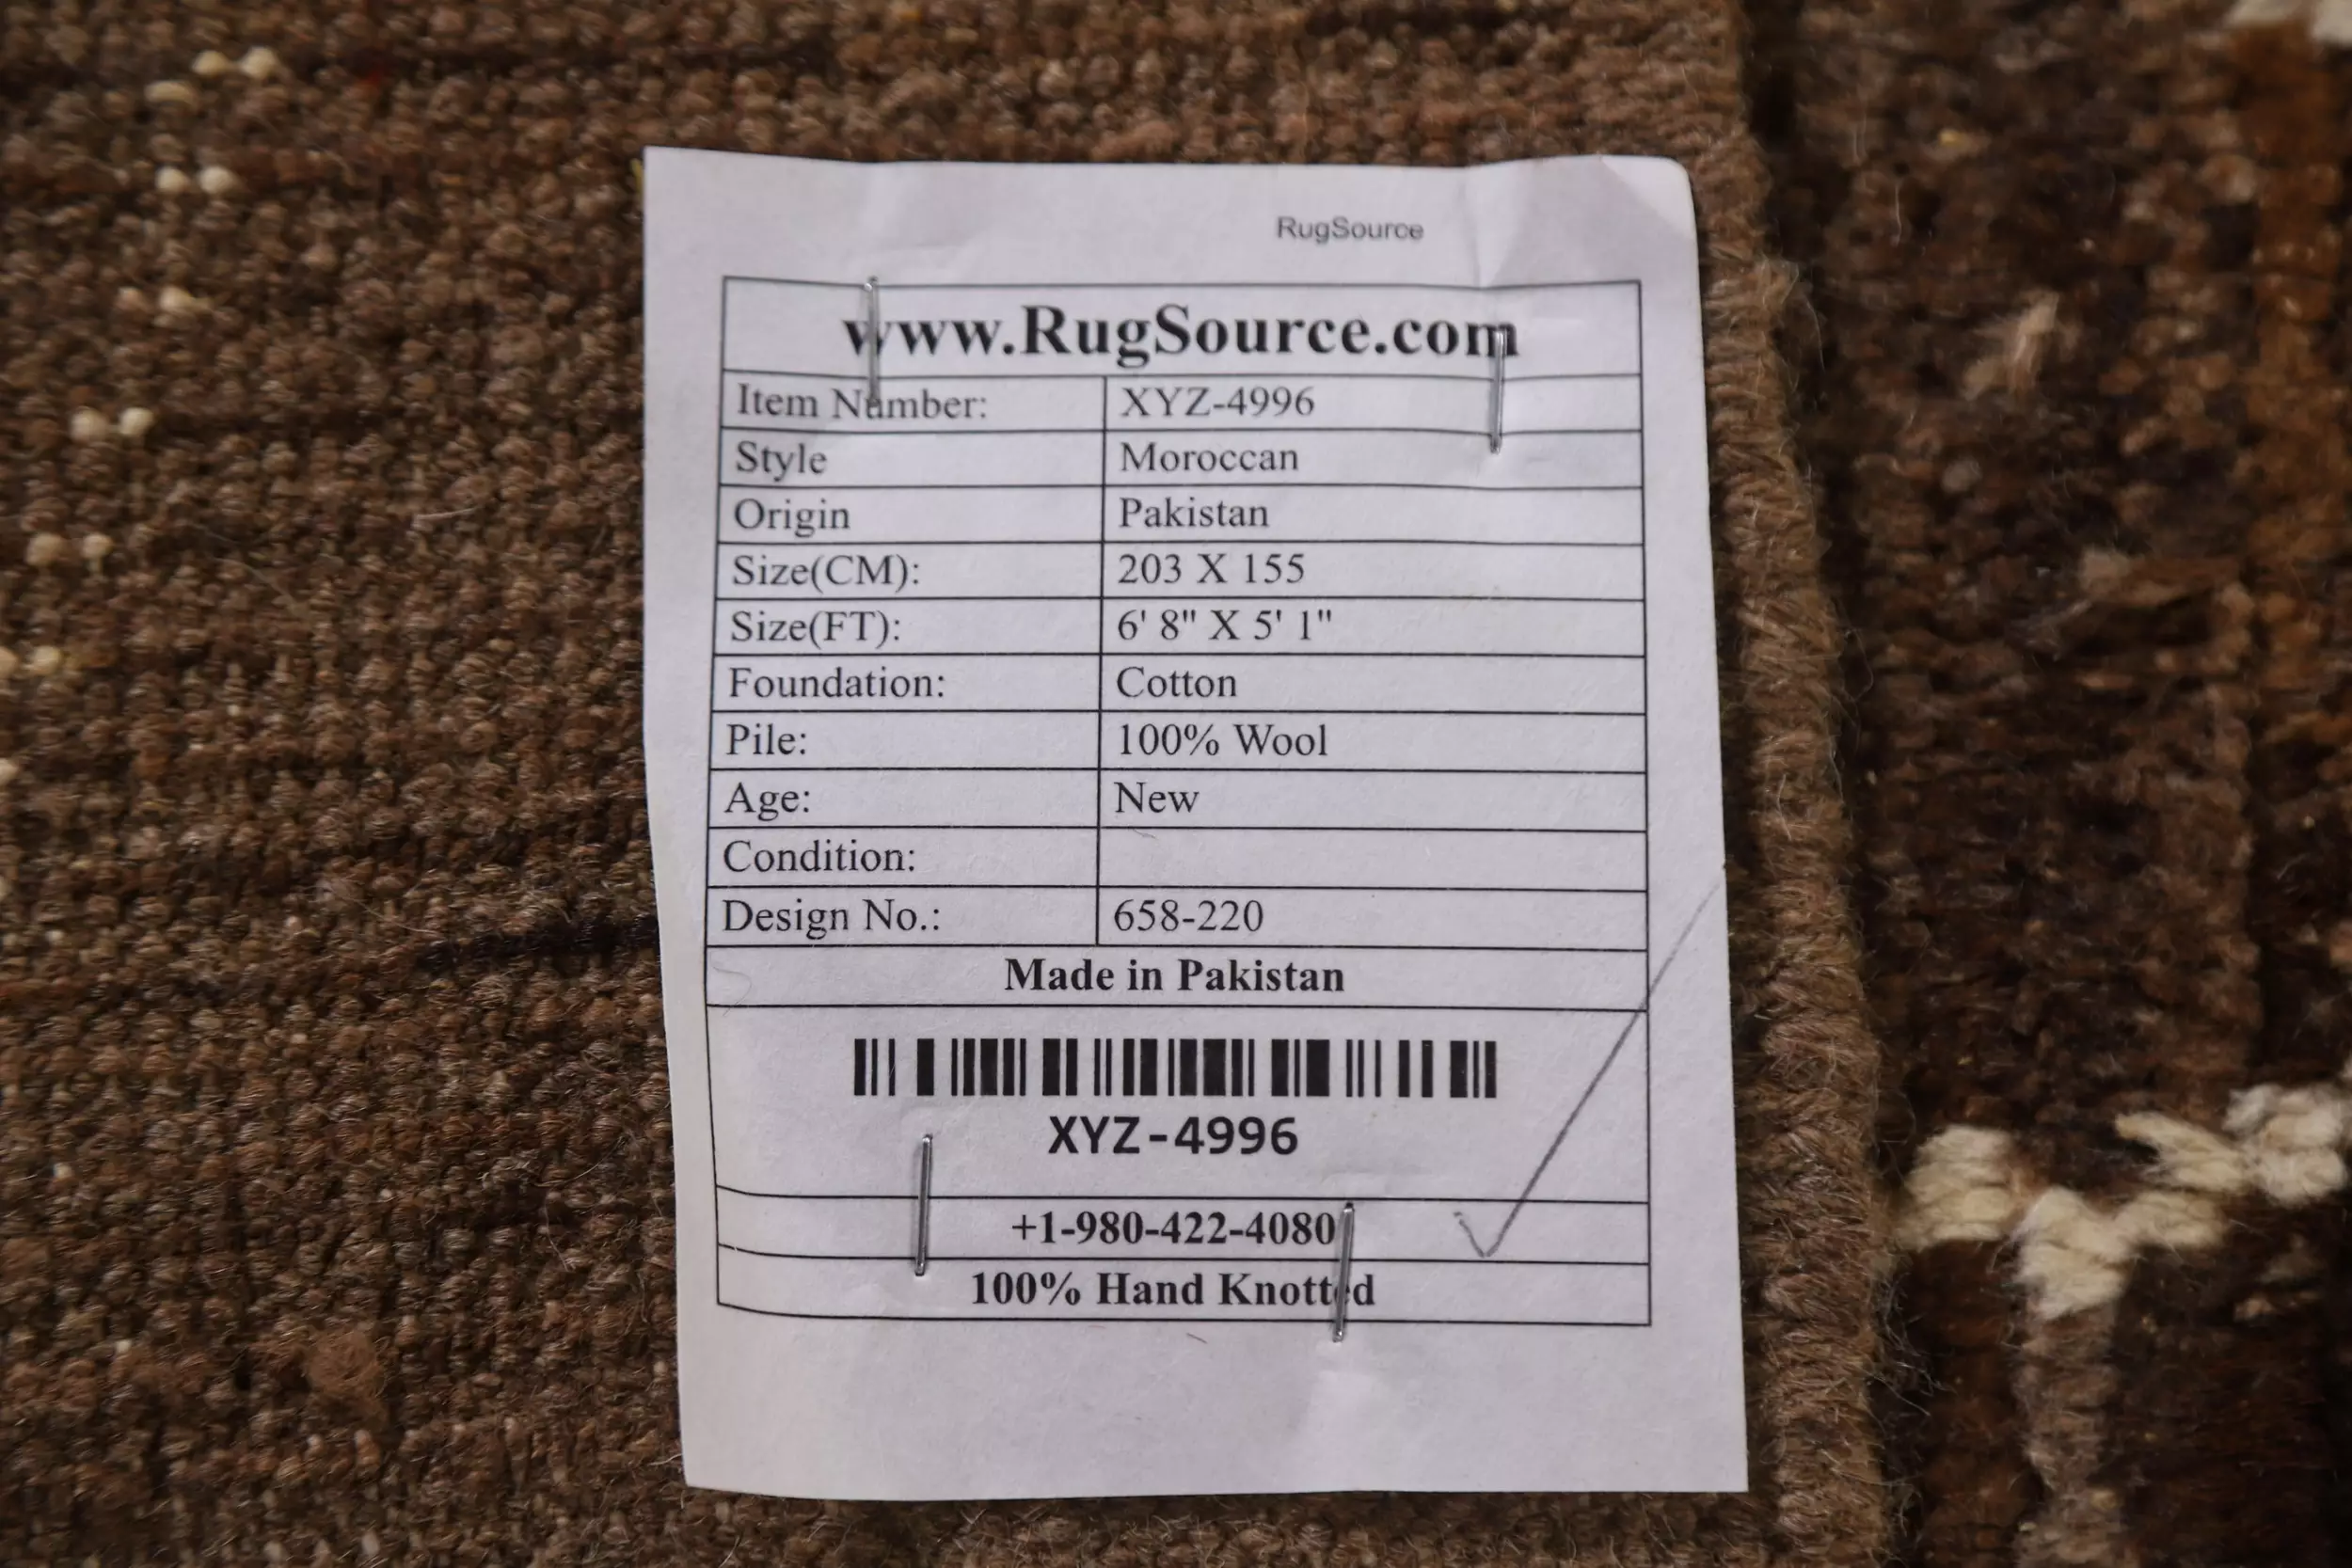 RugSource
www.RugSource.com
Item Number: XYZ-4996
Style Moroccan
Origin Pakistan
Size(CM): 203 X 155
Size(FT): 6' 8" X 5' 1"
Foundation: Cotton
Pile: 100% Wool
Age: New
Condition:
Design No.: 658-220
Made in Pakistan
XYZ-4996
+1-980-422-4080
100% Hand Knotted